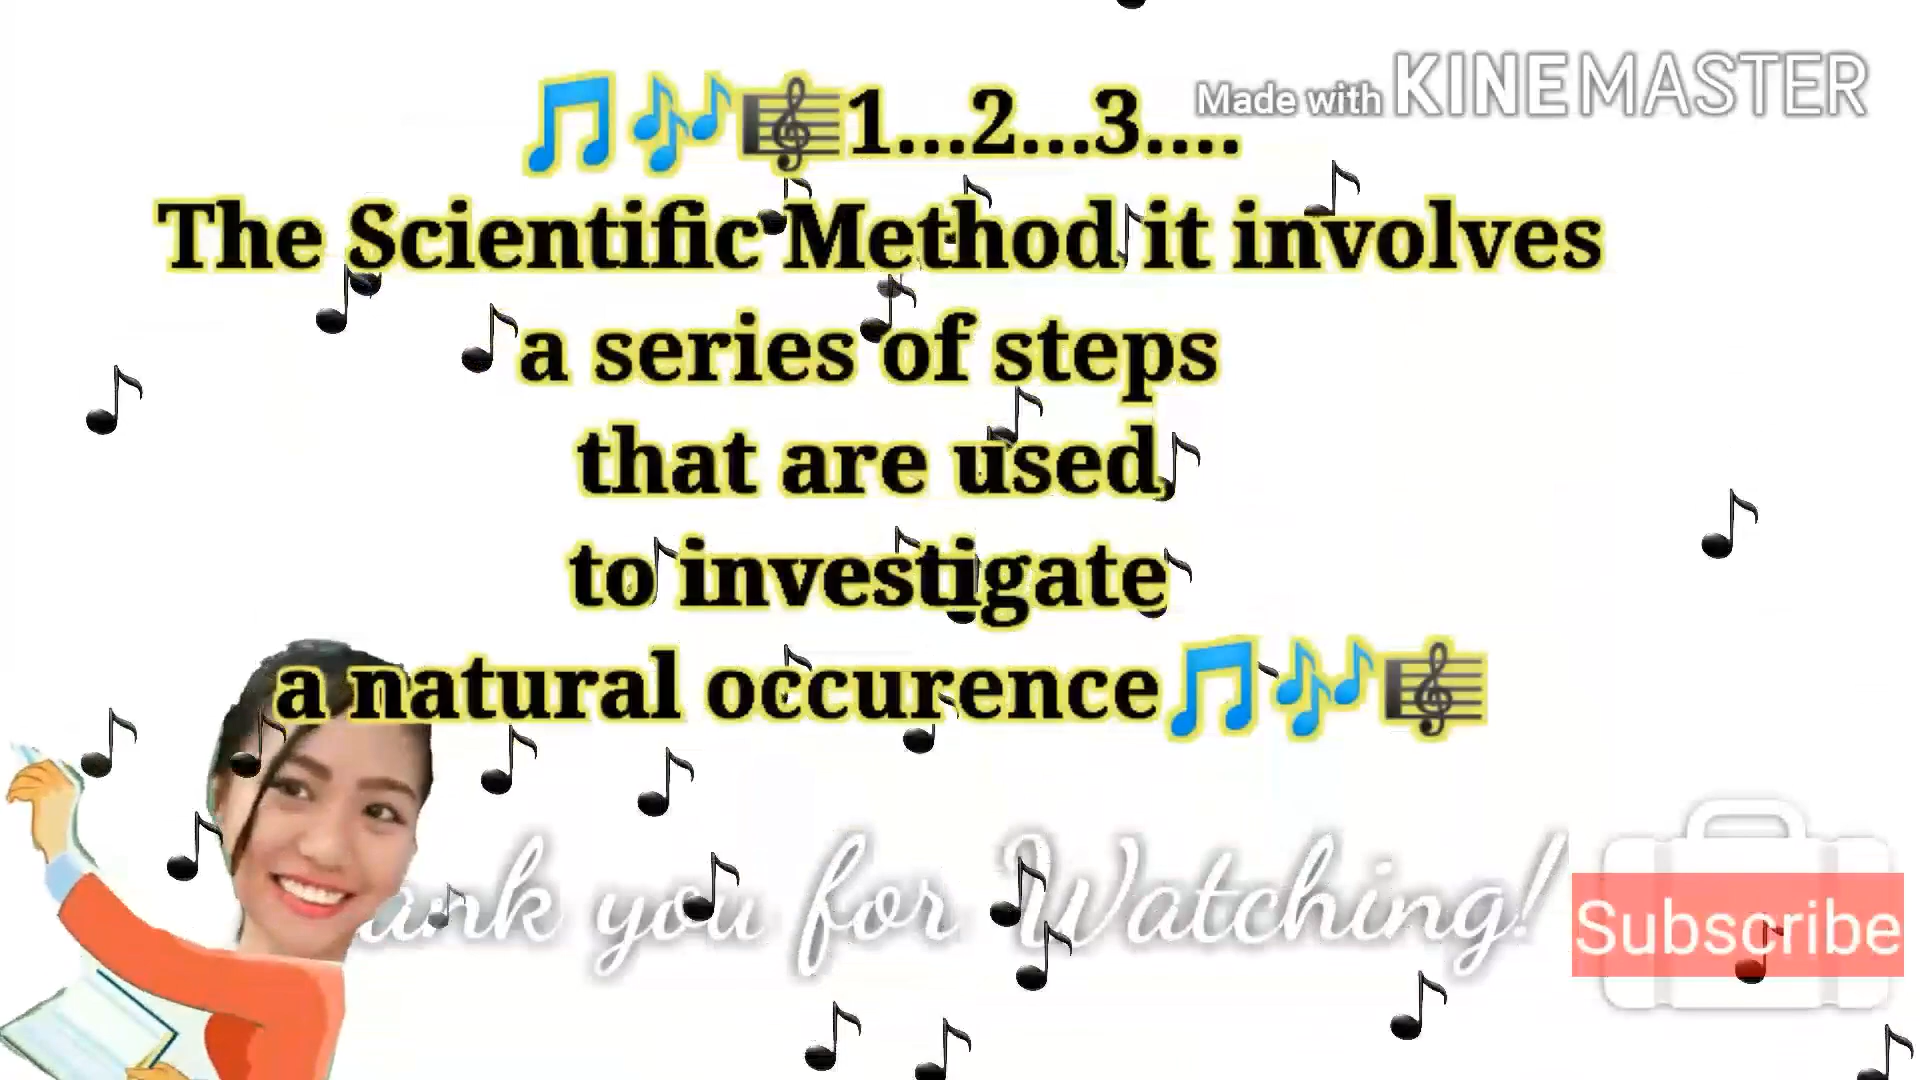 🎵🎶🎼1...2...3....
Made with KINEMASTER
The Scientific Method it involves
a series of steps
that are used
to investigate
a natural occurence🎵🎶🎼
ank you for Watching!
Subscribe